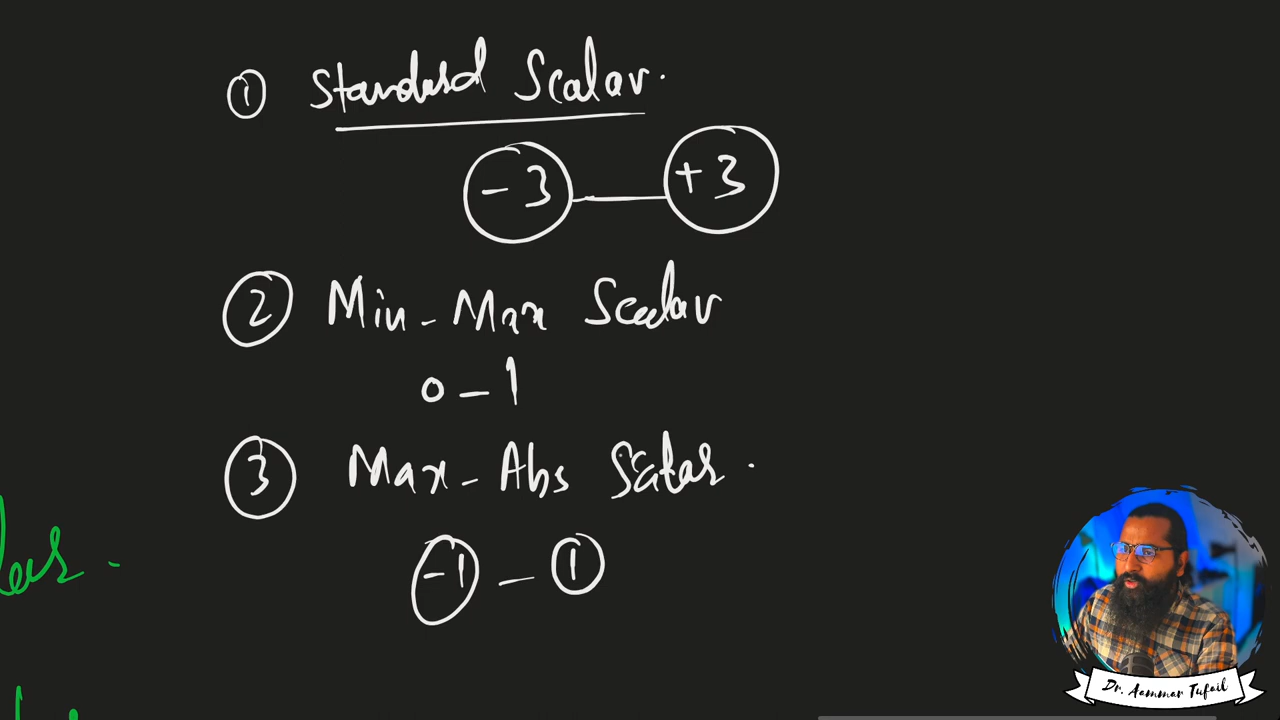 ① Standard Scalar.
-3 — +3
② Min-Max Scalar
0-1
③ Max-Abs Scalar.
-1 - 1
Dr. Aammar Tufail